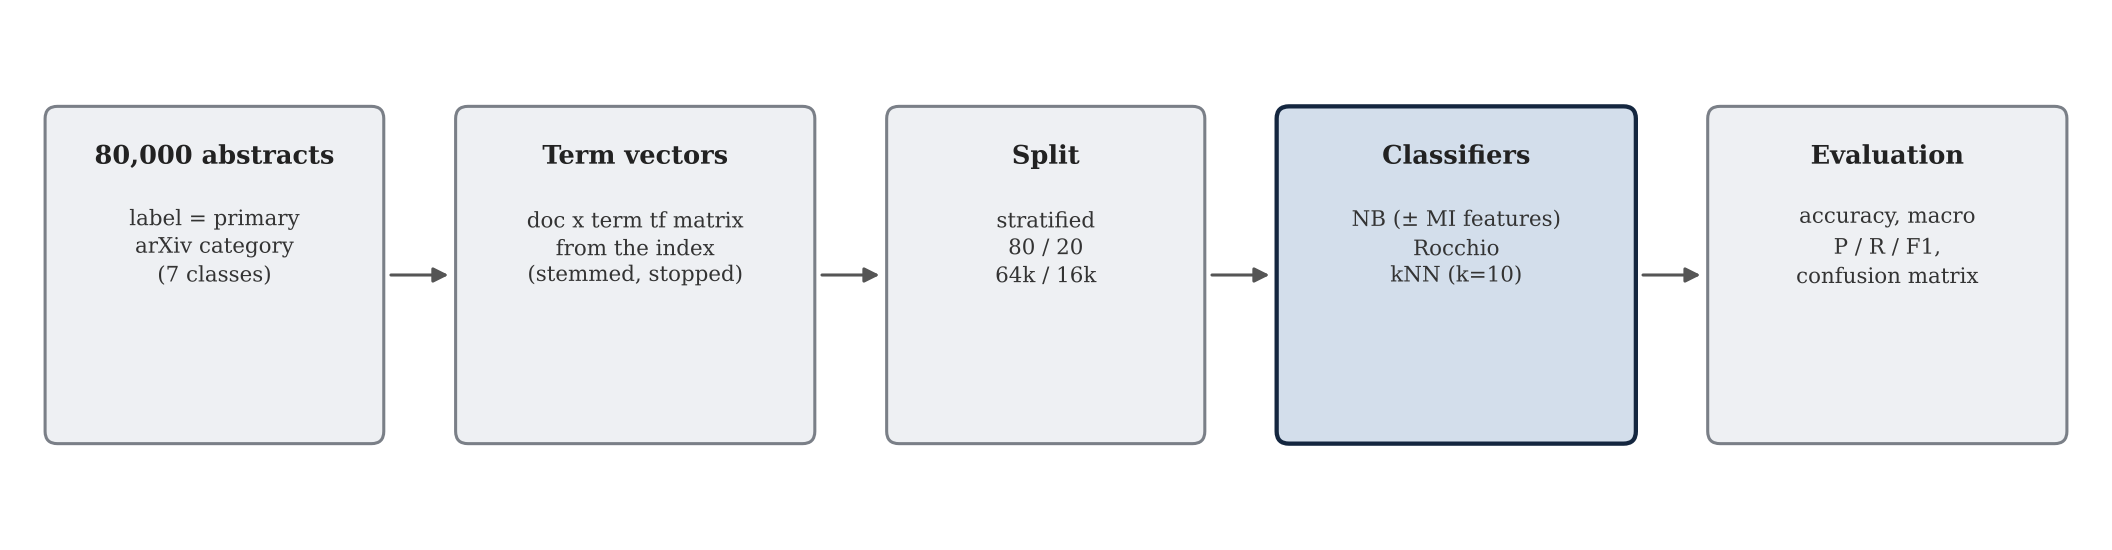 80,000 abstracts
label = primary
arXiv category
(7 classes)
Term vectors
doc x term tf matrix
from the index
(stemmed, stopped)
Split
stratified
80 / 20
64k / 16k
Classifiers
NB (± MI features)
Rocchio
kNN (k=10)
Evaluation
accuracy, macro
P / R / F1,
confusion matrix